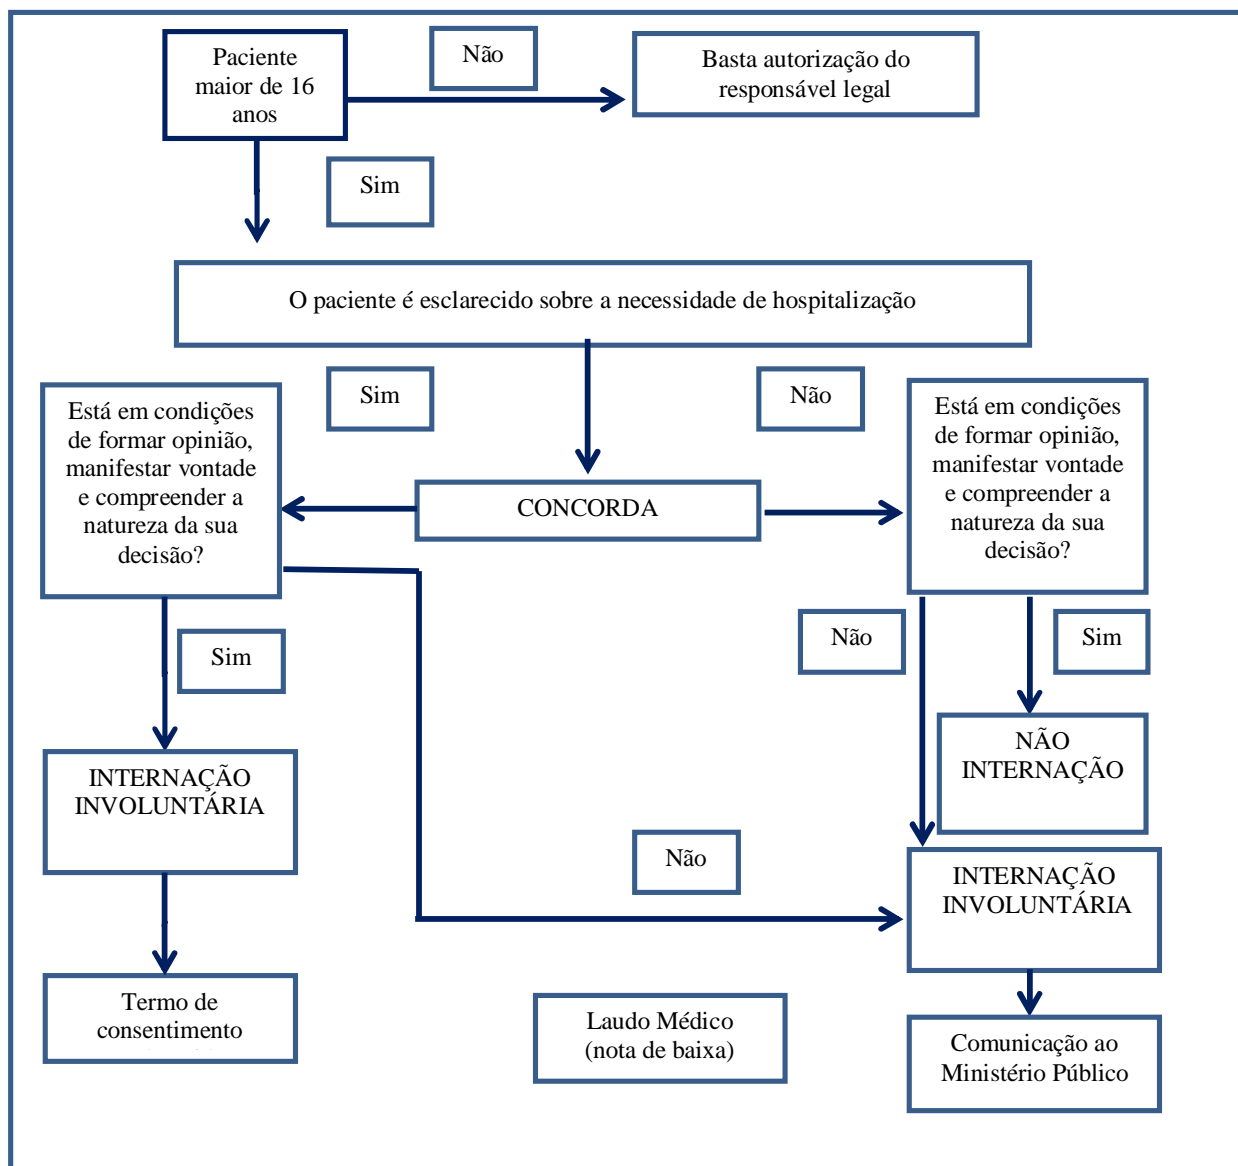 Paciente
maior de 16
anos
Não
Basta autorização do
responsável legal
Sim
O paciente é esclarecido sobre a necessidade de hospitalização
Sim
Não
Está em condições
de formar opinião,
manifestar vontade
e compreender a
natureza da sua
decisão?
CONCORDA
Está em condições
de formar opinião,
manifestar vontade
e compreender a
natureza da sua
decisão?
Sim
Não
Sim
INTERNAÇÃO
INVOLUNTÁRIA
NÃO
INTERNAÇÃO
Não
INTERNAÇÃO
INVOLUNTÁRIA
Termo de
consentimento
Laudo Médico
(nota de baixa)
Comunicação ao
Ministério Público